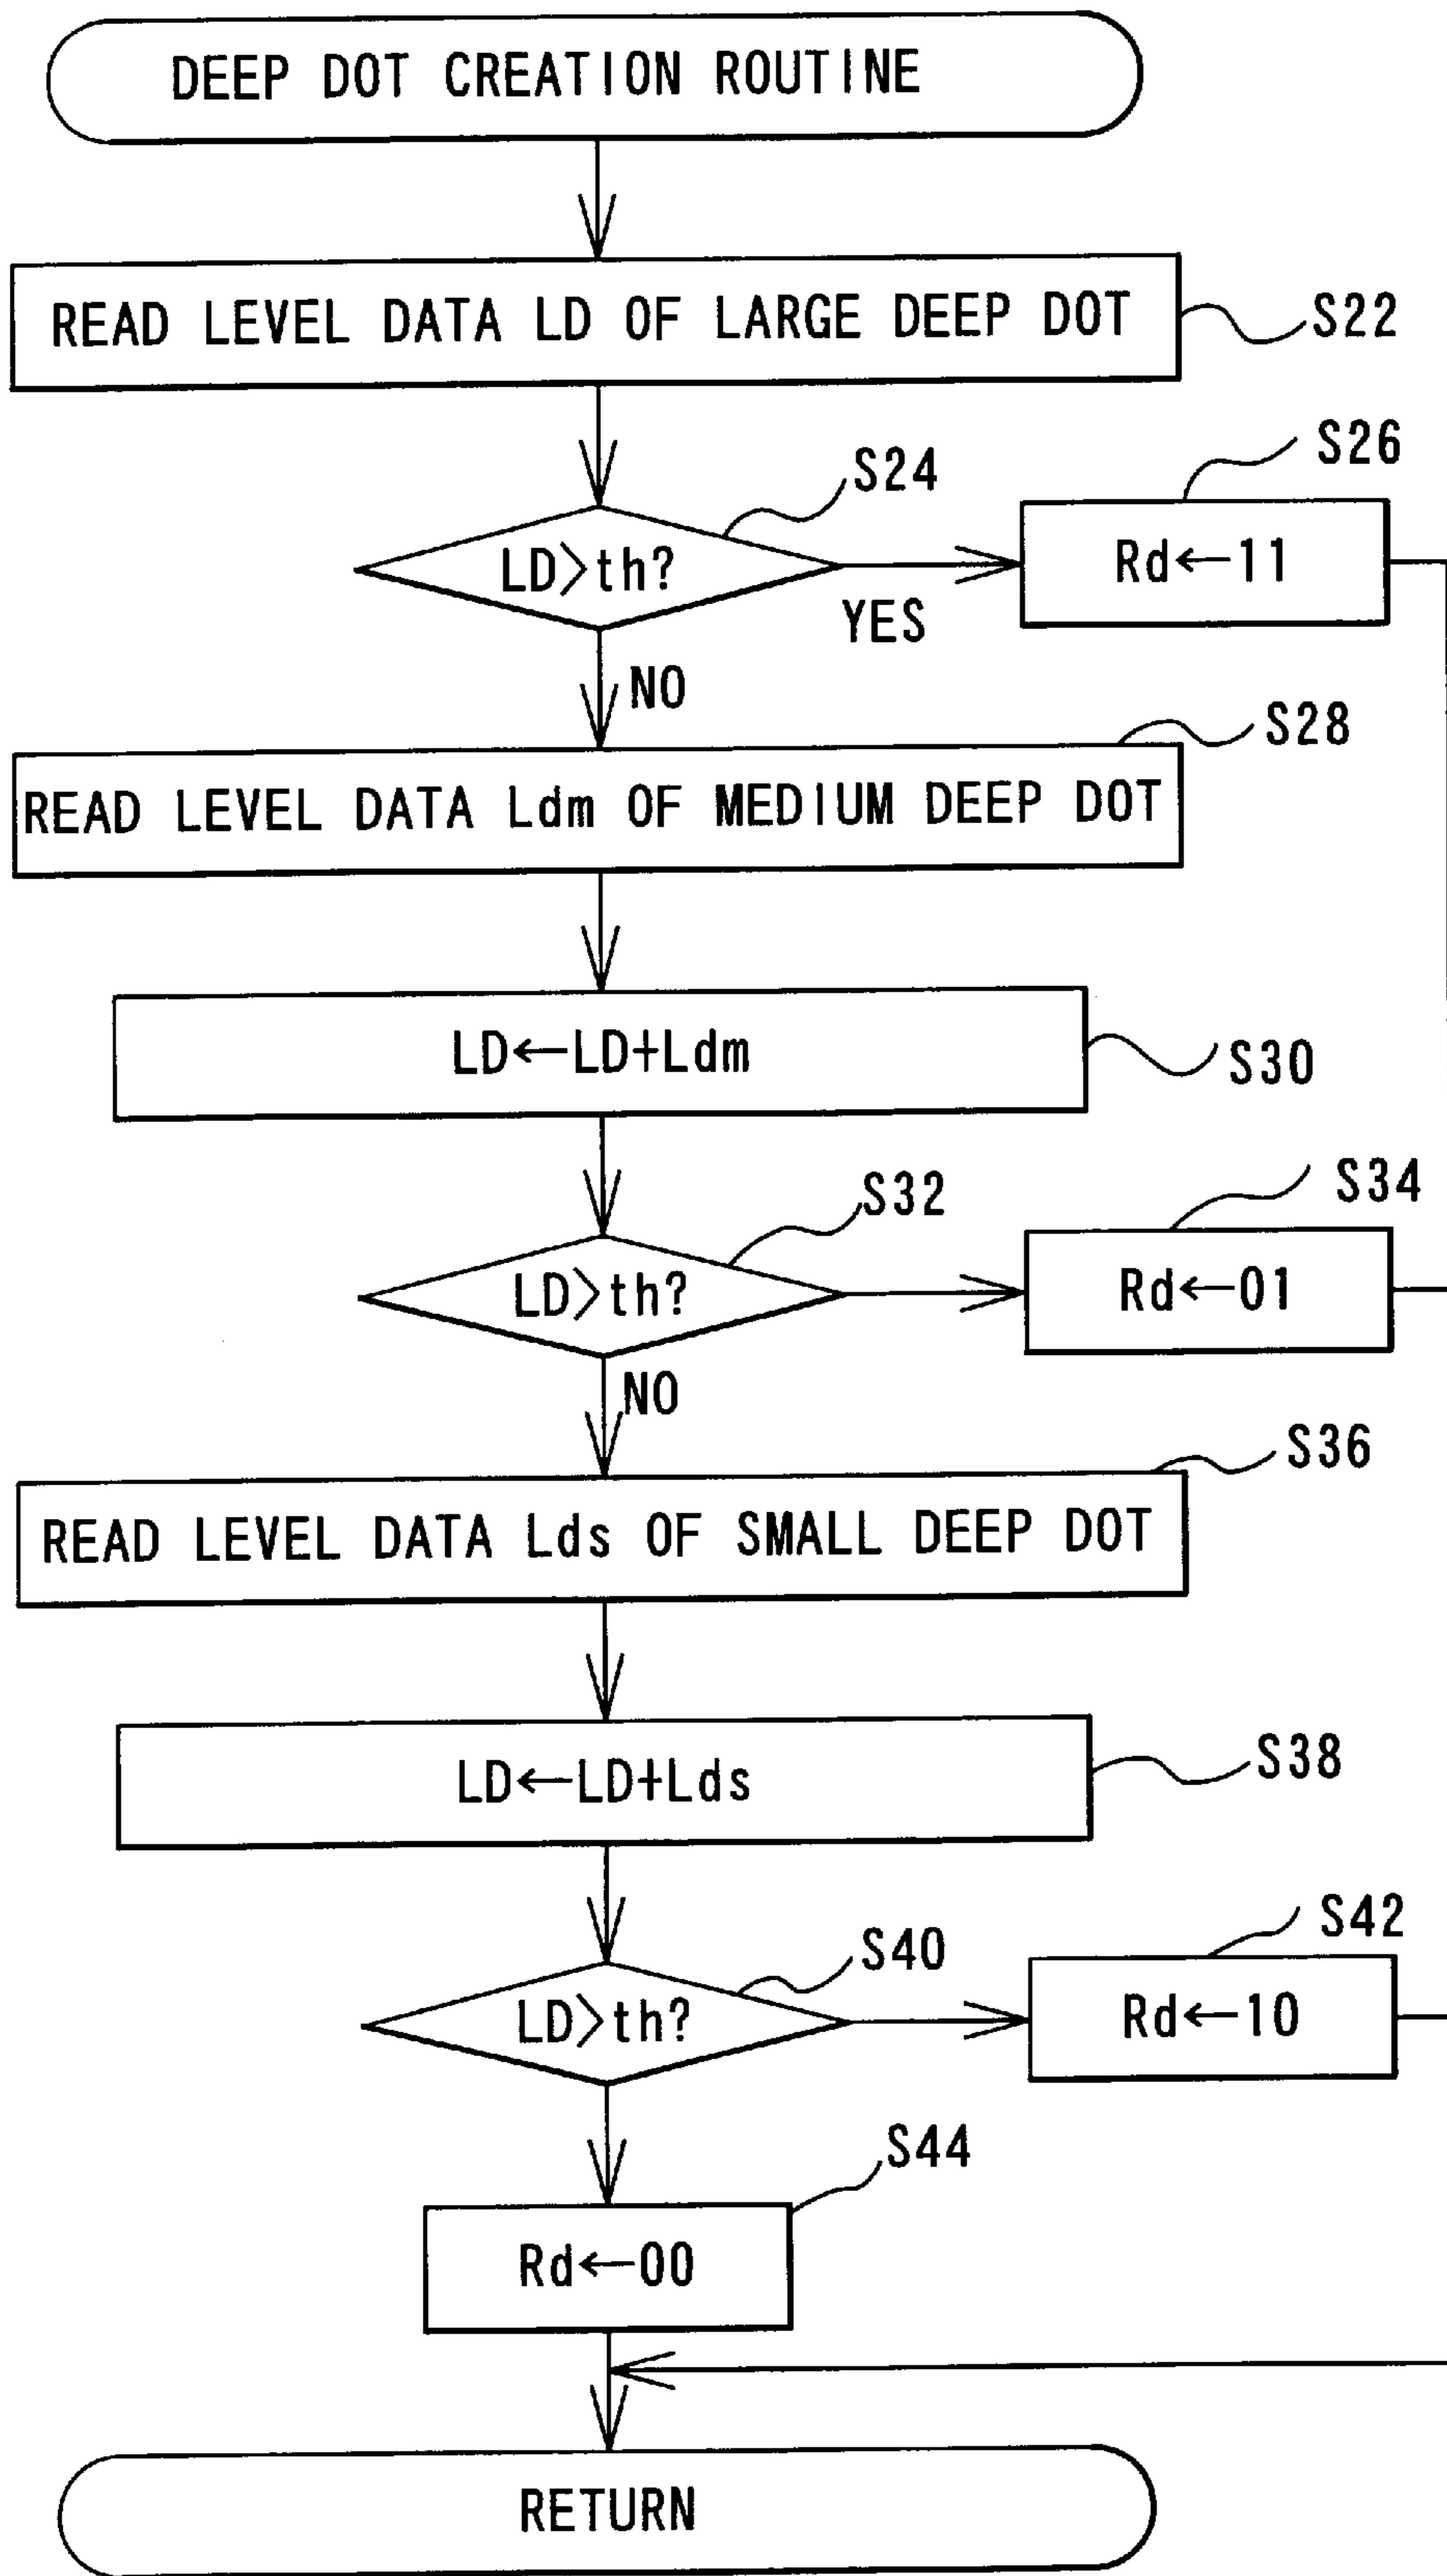 DEEP DOT CREATION ROUTINE
READ LEVEL DATA LD OF LARGE DEEP DOT
S22
S24
S26
LD>th?
Rd←11
YES
NO
S28
READ LEVEL DATA Ldm OF MEDIUM DEEP DOT
LD←LD+Ldm
S30
S32
S34
LD>th?
Rd←01
NO
S36
READ LEVEL DATA Lds OF SMALL DEEP DOT
LD←LD+Lds
S38
S40
S42
LD>th?
Rd←10
S44
Rd←00
RETURN